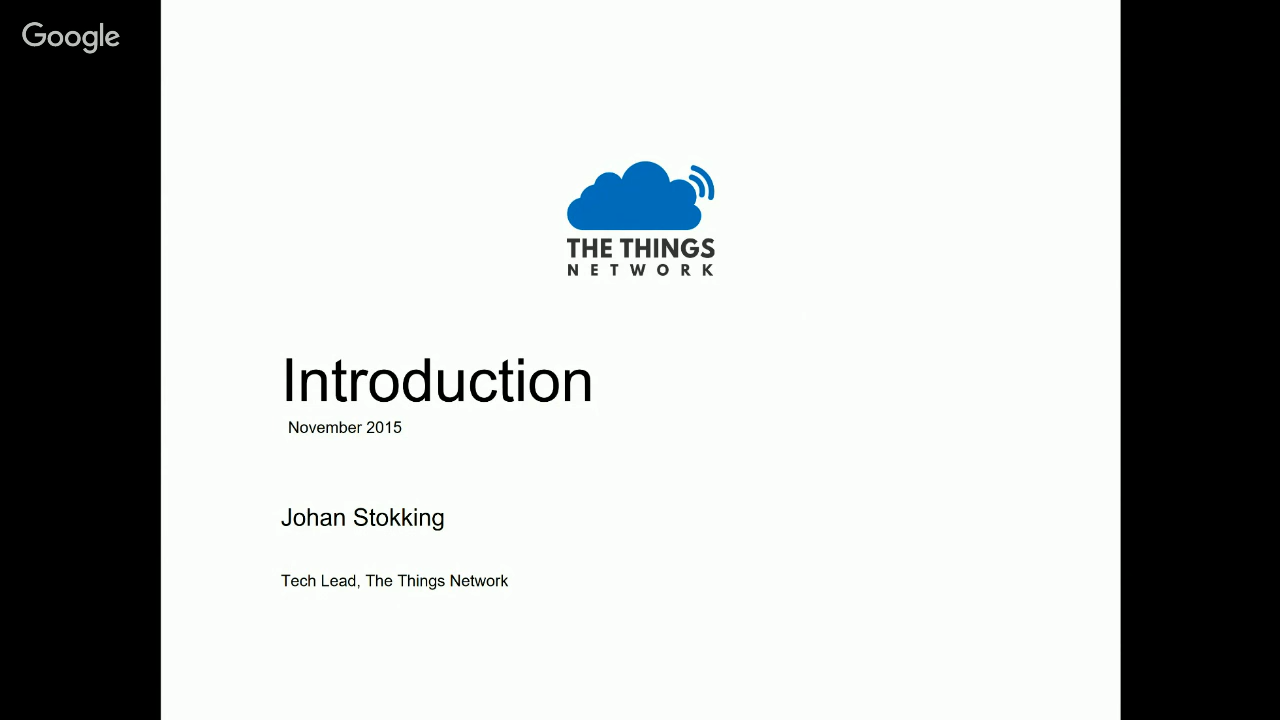 Google
THE THINGS
NETWORK
Introduction
November 2015
Johan Stokking
Tech Lead, The Things Network